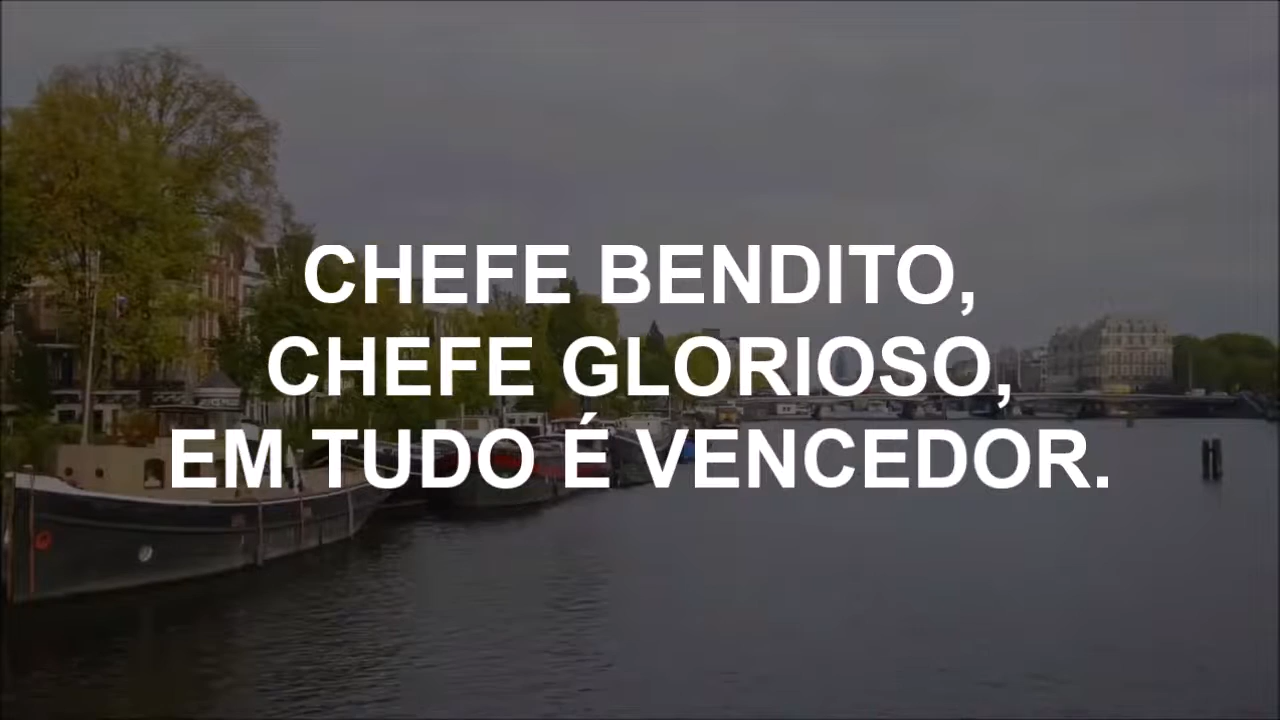 CHEFE BENDITO,
CHEFE GLORIOSO,
EM TUDO É VENCEDOR.